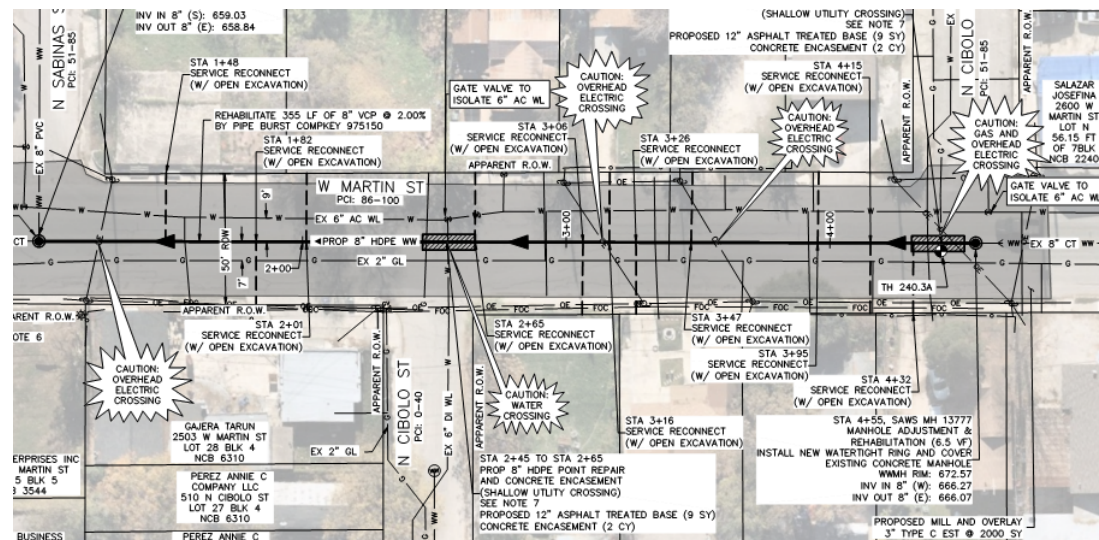 INV IN 8" (S): 659.03
INV OUT 8" (E): 658.84
N SABINAS S
PCI: 51-85
EX 8" PVC
WW
STA 1+48
SERVICE RECONNECT
(W/ OPEN EXCAVATION)
REHABILITATE 355 LF OF 8" VCP @ 2.00%
BY PIPE BURST COMPKEY 975150
STA 1+82
SERVICE RECONNECT
(W/ OPEN EXCAVATION)
GATE VALVE TO
ISOLATE 6" AC WL
STA 3+06
SERVICE RECONNECT
(W/ OPEN EXCAVATION)
APPARENT R.O.W.
CAUTION:
OVERHEAD
ELECTRIC
CROSSING
STA 3+26
SERVICE RECONNECT
(W/ OPEN EXCAVATION)
(SHALLOW UTILITY CROSSING)
SEE NOTE 7
PROPOSED 12" ASPHALT TREATED BASE (9 SY)
CONCRETE ENCASEMENT (2 CY)
STA 4+15
SERVICE RECONNECT
(W/ OPEN EXCAVATION)
CAUTION:
OVERHEAD
ELECTRIC
CROSSING
APPARENT R.O.W.
N CIBOLO
PCI: 51-85
APPARENT R.O.W.
CAUTION:
GAS AND
OVERHEAD
ELECTRIC
CROSSING
SALAZAR
JOSEFINA
2600 W
MARTIN ST
LOT N
56.15 FT
OF 7BLK
NCB 2240
GATE VALVE TO
ISOLATE 6" AC WL
W MARTIN ST
PCI: 86-100
9'
EX 6" AC WL
50' ROW
7'
2+00
PROP 8" HDPE WW
EX 2" GL
3+00
4+00
CT
WW
EX 8" CT
TH 240.3A
OE
FOC
APPARENT R.O.W.
ARENT R.O.W.
OTE 6
STA 2+01
SERVICE RECONNECT
(W/ OPEN EXCAVATION)
CAUTION:
OVERHEAD
ELECTRIC
CROSSING
APPARENT R.O.W.
N CIBOLO ST
PCI: 0-40
EX 6" DI WL
APPARENT R.O.W.
EX 2" GL
STA 2+65
SERVICE RECONNECT
(W/ OPEN EXCAVATION)
CAUTION:
WATER
CROSSING
STA 3+47
SERVICE RECONNECT
(W/ OPEN EXCAVATION)
STA 3+95
SERVICE RECONNECT
(W/ OPEN EXCAVATION)
STA 4+32
SERVICE RECONNECT
(W/ OPEN EXCAVATION)
STA 3+16
SERVICE RECONNECT
(W/ OPEN EXCAVATION)
GAJERA TARUN
2503 W MARTIN ST
LOT 28 BLK 4
NCB 6310
ERPRISES INC
MARTIN ST
5 BLK 5
3544
PEREZ ANNIE C
COMPANY LLC
510 N CIBOLO ST
LOT 27 BLK 4
NCB 6310
BUSINESS
PEREZ ANNIE C
STA 2+45 TO STA 2+65
PROP 8" HDPE POINT REPAIR
AND CONCRETE ENCASEMENT
(SHALLOW UTLITY CROSSING)
SEE NOTE 7
PROPOSED 12" ASPHALT TREATED BASE (9 SY)
CONCRETE ENCASEMENT (2 CY)
STA 4+55, SAWS MH 13777
MANHOLE ADJUSTMENT &
REHABILITATION (6.5 VF)
INSTALL NEW WATERTIGHT RING AND COVER
EXISTING CONCRETE MANHOLE
WWMH RIM: 672.57
INV IN 8" (W): 666.27
INV OUT 8" (E): 666.07
PROPOSED MILL AND OVERLAY
3" TYPE C EST @ 2000 SY